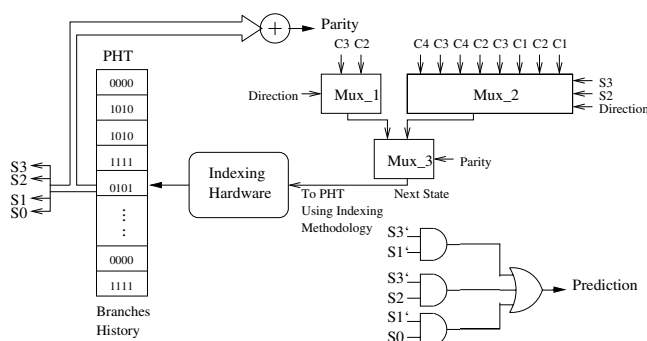 Parity
PHT
0000
1010
1010
1111
0101
0000
1111
Branches
History
S3
S2
S1
S0
Indexing
Hardware
To PHT
Using Indexing
Methodology
Next State
C3 C2
Direction
Mux_1
C4 C3 C4 C2 C3 C1 C2 C1
Mux_2
S3
S2
Direction
Mux_3
Parity
S3'
S1'
S3'
S2
S1'
S0
Prediction